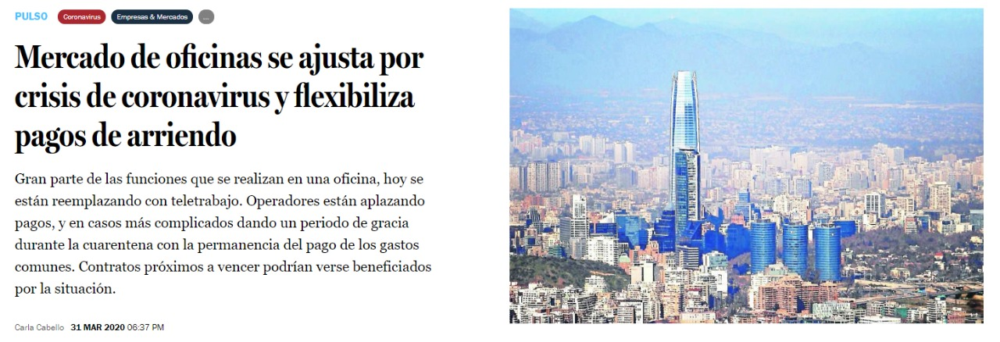 PULSO Coronavirus Empresas & Mercados ...
Mercado de oficinas se ajusta por
crisis de coronavirus y flexibiliza
pagos de arriendo
Gran parte de las funciones que se realizan en una oficina, hoy se
están reemplazando con teletrabajo. Operadores están aplazando
pagos, y en casos más complicados dando un periodo de gracia
durante la cuarentena con la permanencia del pago de los gastos
comunes. Contratos próximos a vencer podrían verse beneficiados
por la situación.
Carla Cabello 31 MAR 2020 06:37 PM